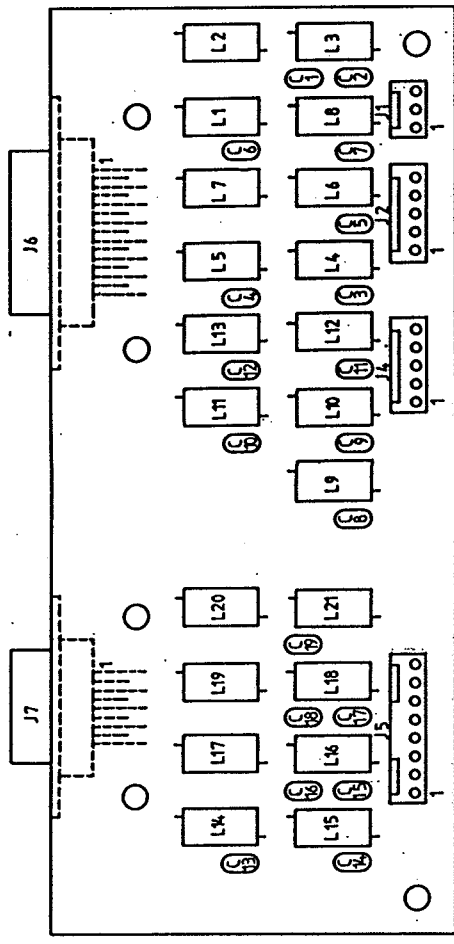 J7 J6
1 1
L14 L17 L19 L20 L11 L13 L5 L7 L1 L2
C13 C10 C12 C4 C6
C16 C18 C19 C1
L15 L16 L18 L21 L9 L10 L12 L4 L6 L8 L3
C14 C15 C17 C8 C9 C11 C3 C5 C7 C2
J5 J4 J2 J1
1 1 1 1